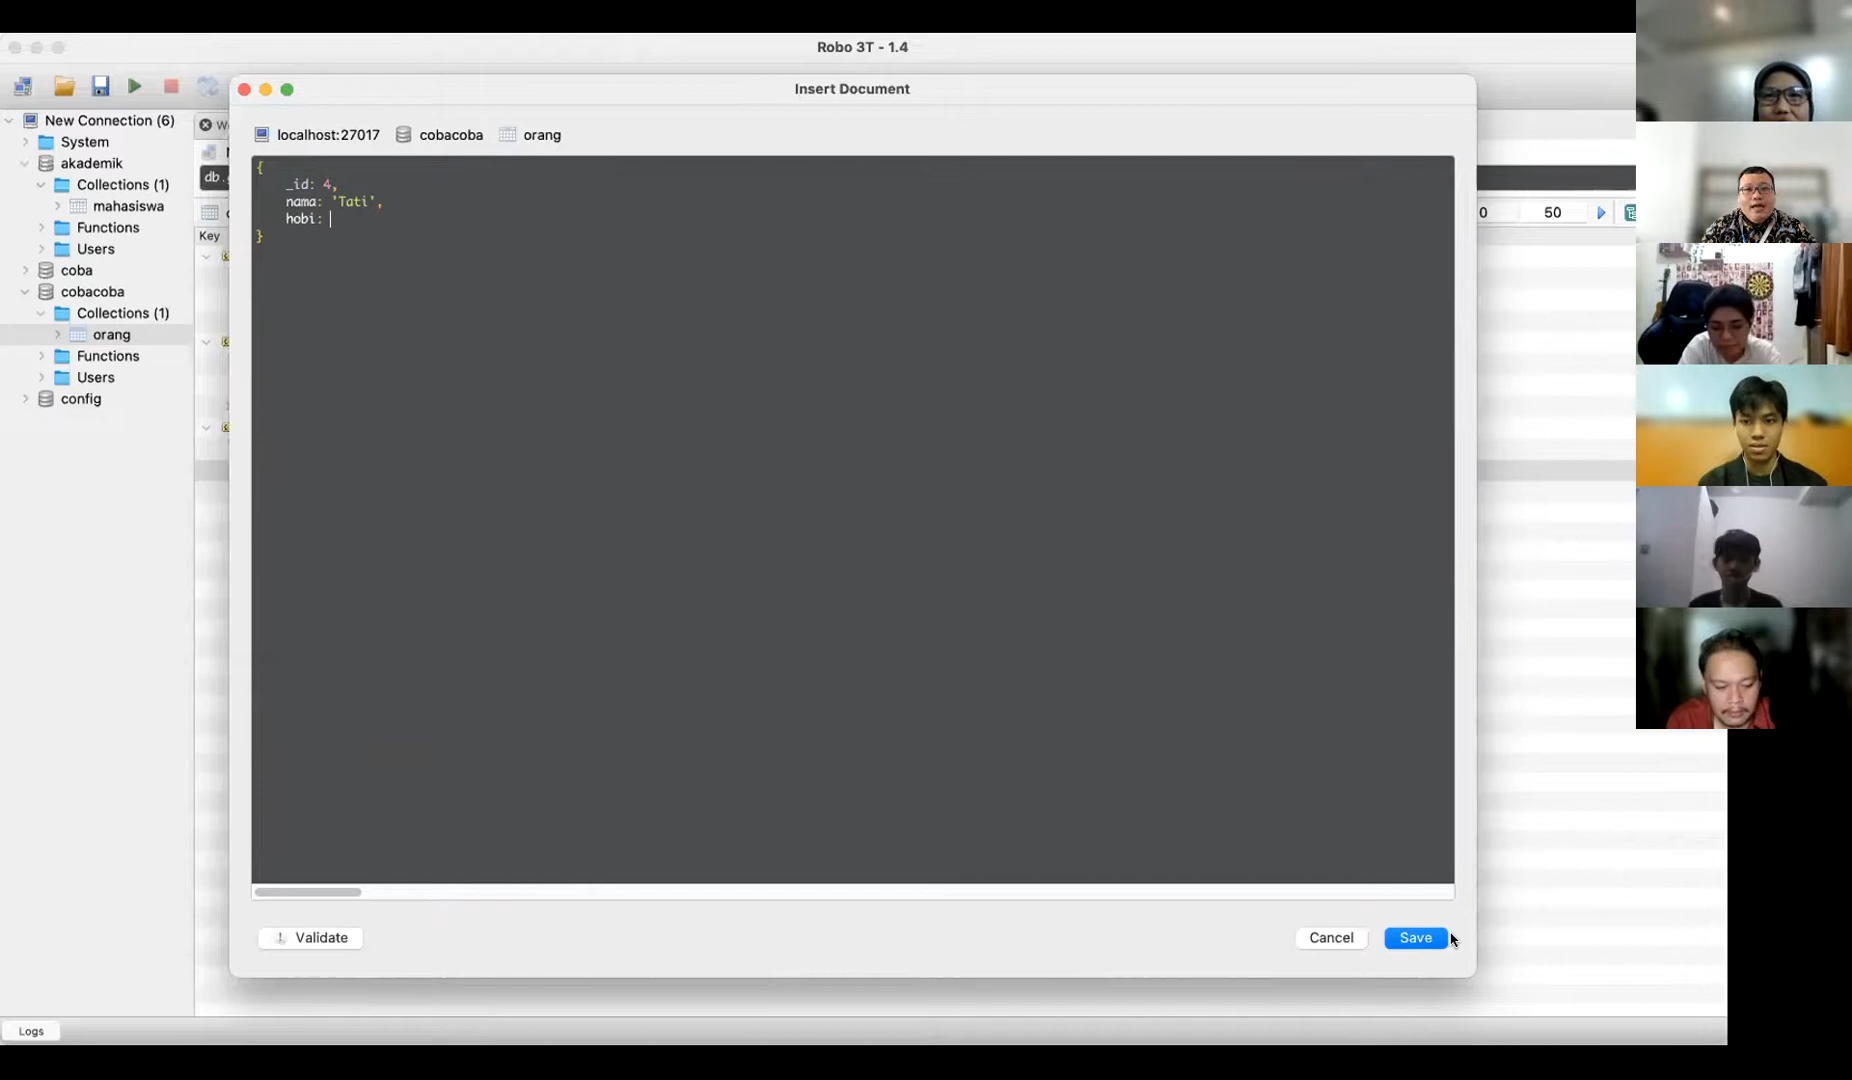 Robo 3T - 1.4
Insert Document
New Connection (6)
System
akademik
Collections (1)
mahasiswa
Functions
Users
coba
cobacoba
Collections (1)
orang
Functions
Users
config
localhost:27017 cobacoba orang
db.
Key
0 50
{
_id: 4,
nama: 'Tati',
hobi:
}
Validate
Cancel
Save
Logs